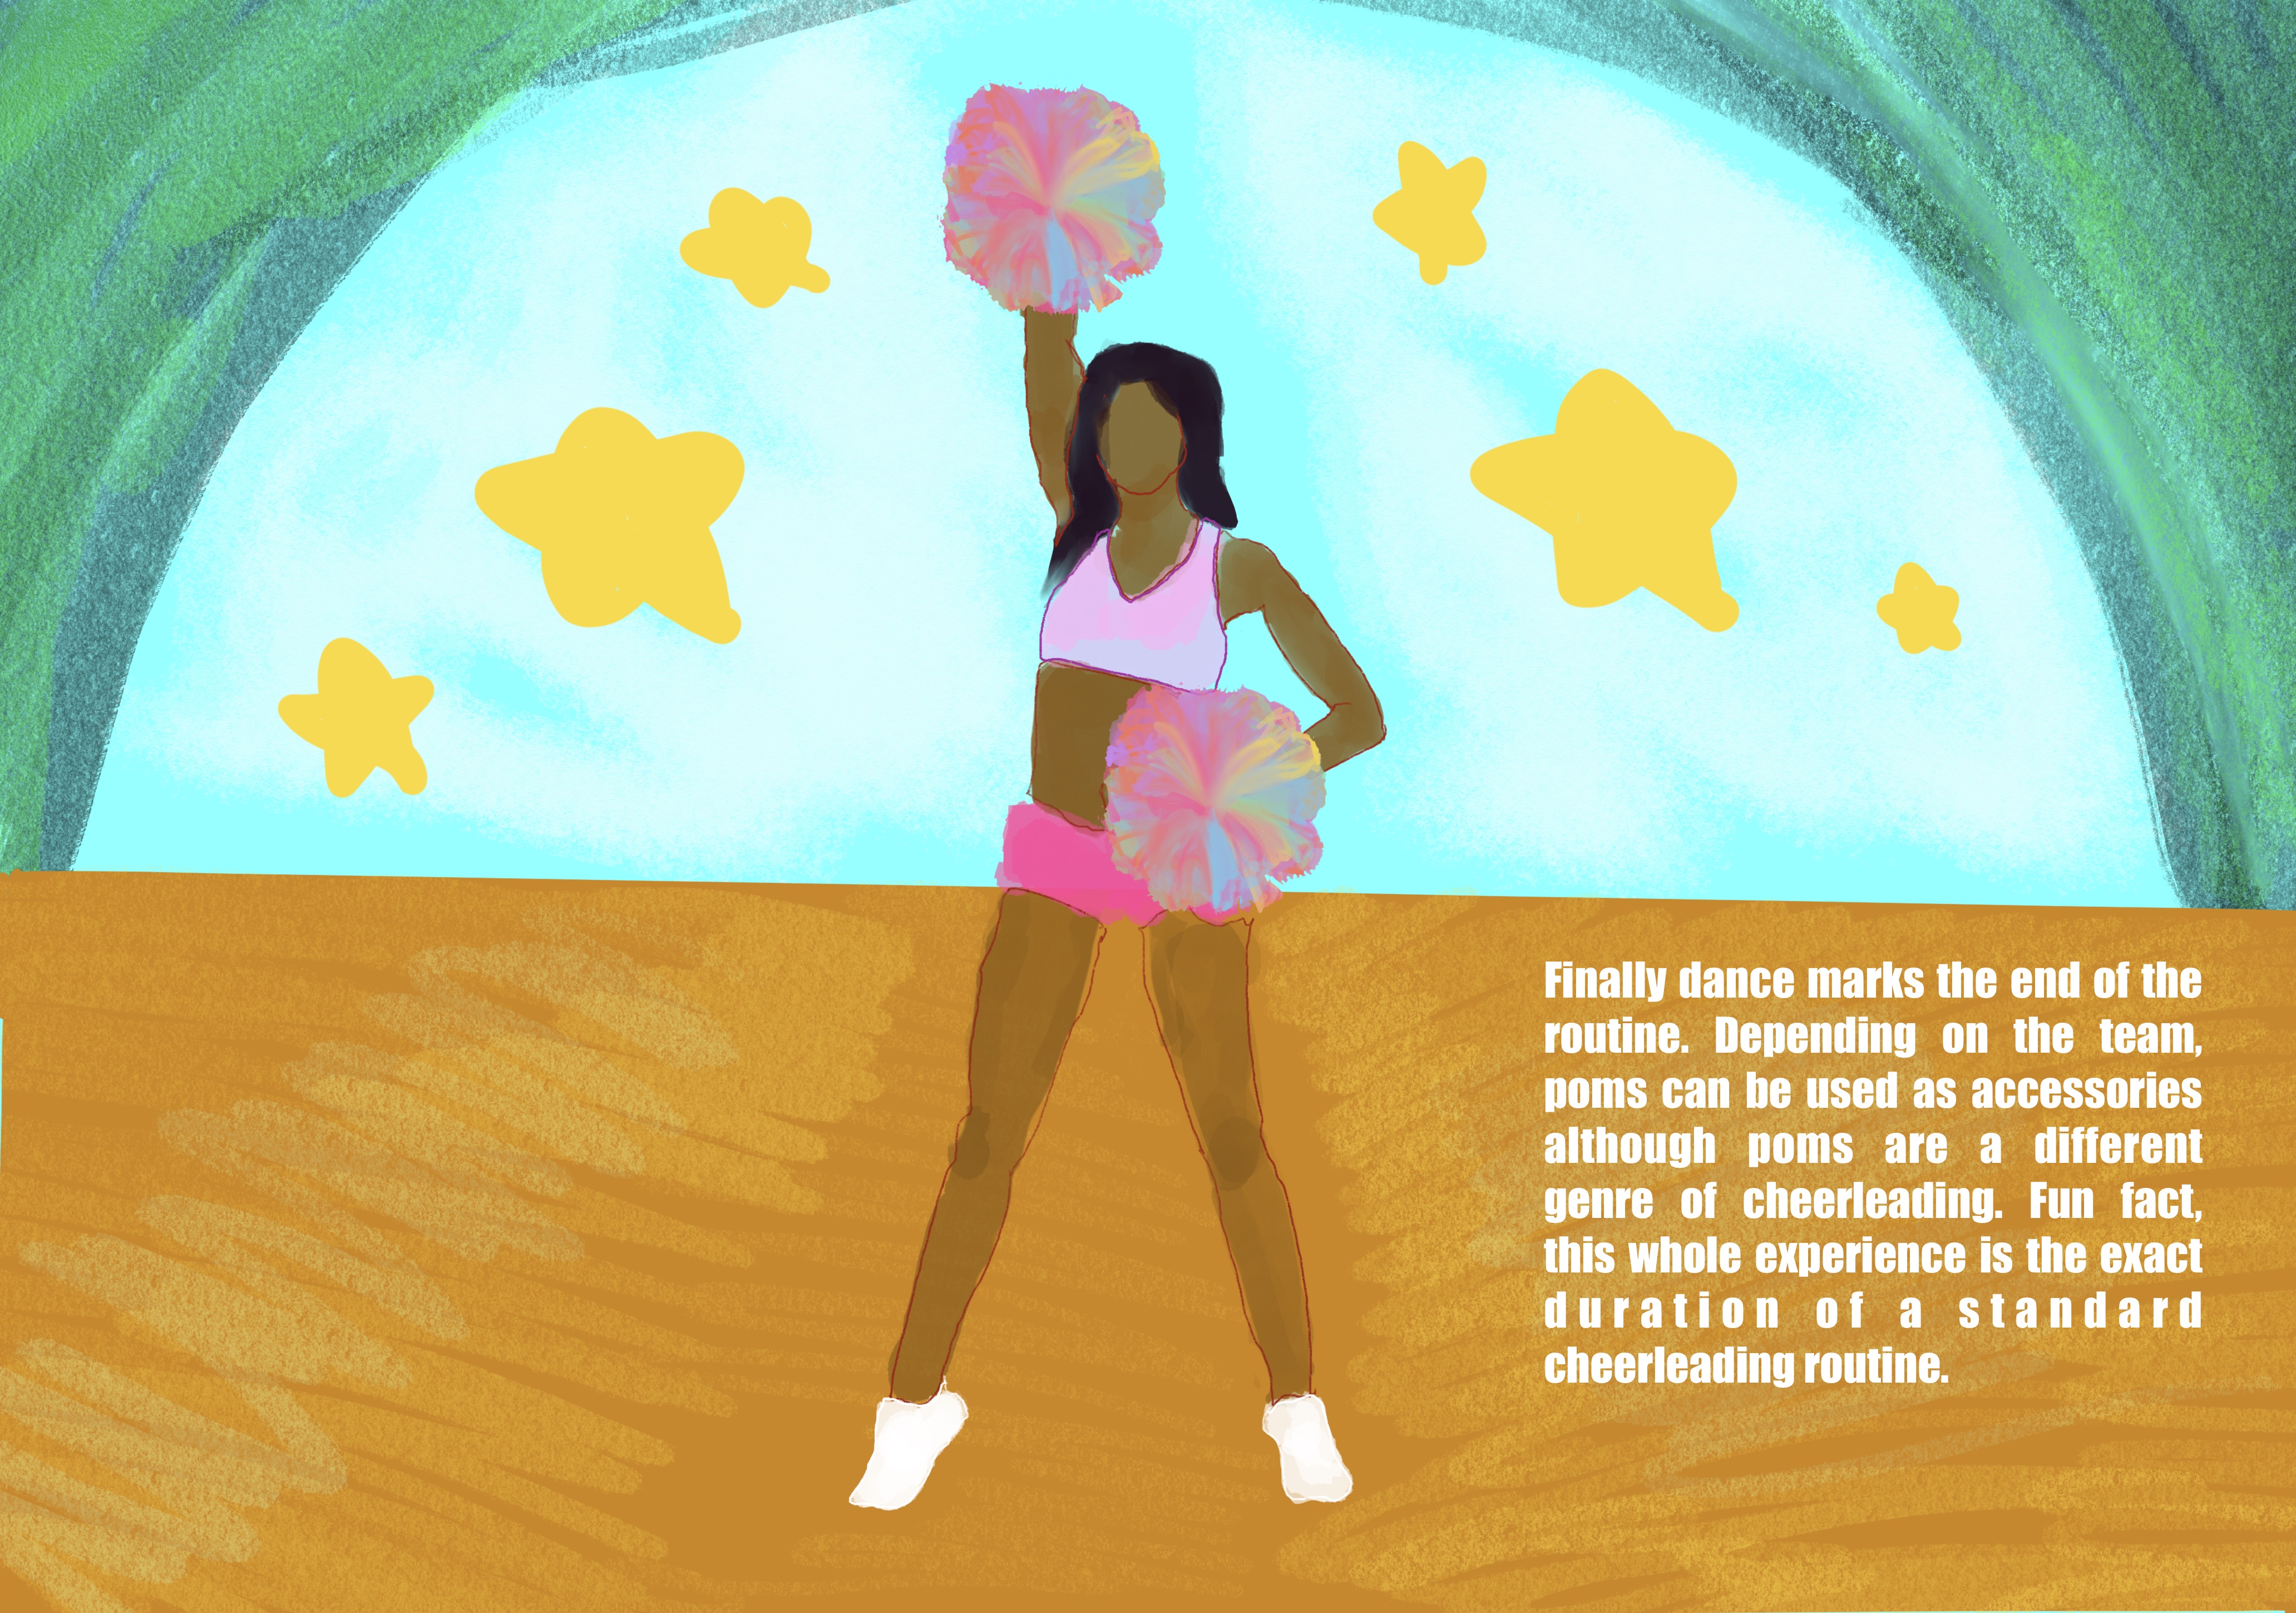 Finally dance marks the end of the
routine. Depending on the team,
poms can be used as accessories
although poms are a different
genre of cheerleading. Fun fact,
this whole experience is the exact
duration of a standard
cheerleading routine.